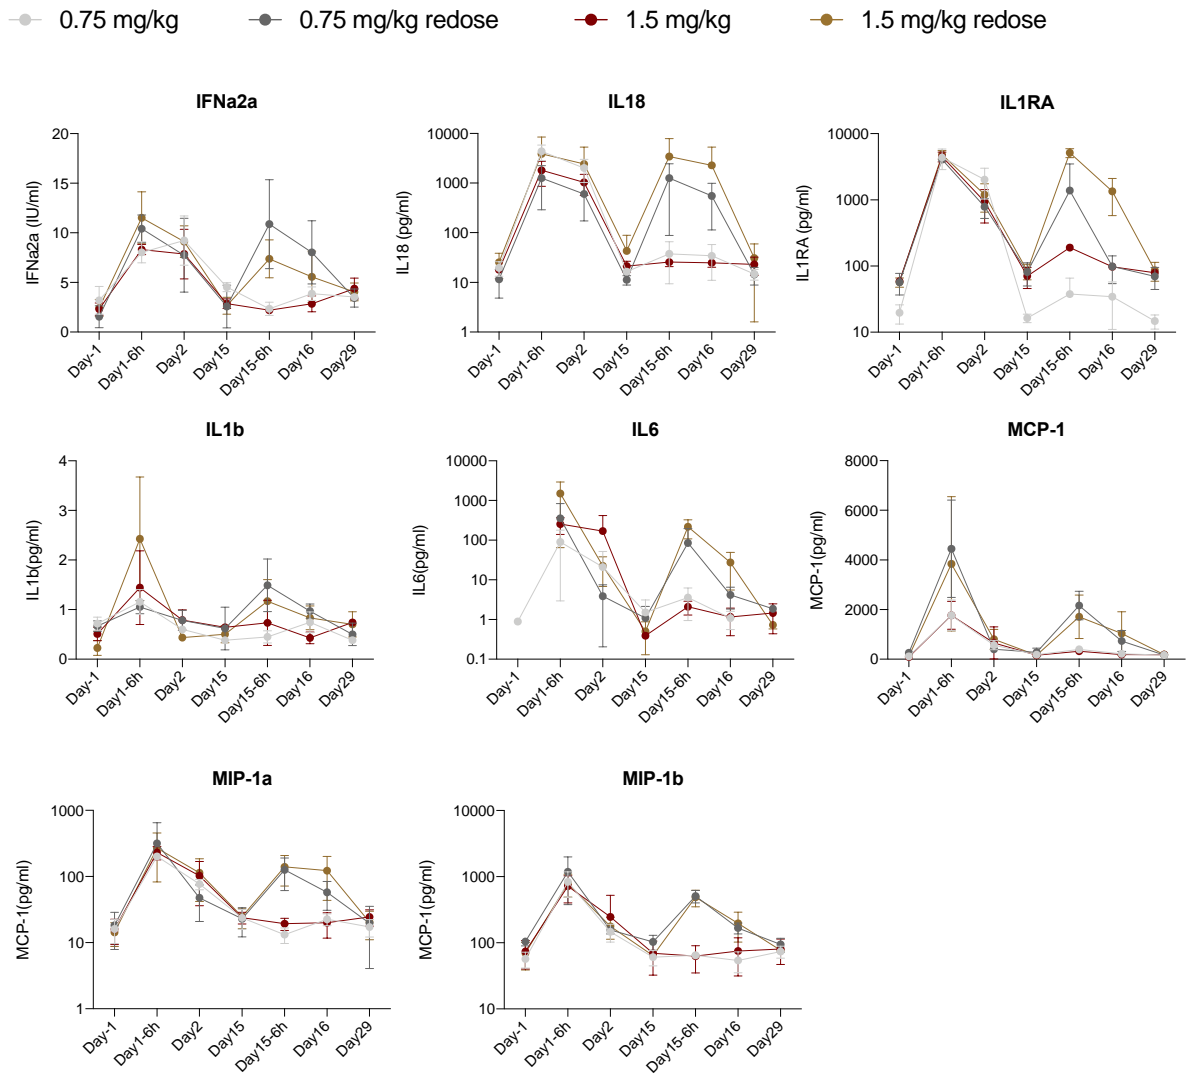 0.75 mg/kg 0.75 mg/kg redose 1.5 mg/kg 1.5 mg/kg redose
IFNa2a
IFNa2a (IU/ml)
20
15
10
5
0
Day-1 Day1-6h Day2 Day15 Day15-6h Day16 Day29
IL18
IL18 (pg/ml)
10000
1000
100
10
1
Day-1 Day1-6h Day2 Day15 Day15-6h Day16 Day29
IL1RA
IL1RA (pg/ml)
10000
1000
100
10
Day-1 Day1-6h Day2 Day15 Day15-6h Day16 Day29
IL1b
IL1b(pg/ml)
4
3
2
1
0
Day-1 Day1-6h Day2 Day15 Day15-6h Day16 Day29
IL6
IL6(pg/ml)
10000
1000
100
10
1
0.1
Day-1 Day1-6h Day2 Day15 Day15-6h Day16 Day29
MCP-1
MCP-1(pg/ml)
8000
6000
4000
2000
0
Day-1 Day1-6h Day2 Day15 Day15-6h Day16 Day29
MIP-1a
MCP-1(pg/ml)
1000
100
10
1
Day-1 Day1-6h Day2 Day15 Day15-6h Day16 Day29
MIP-1b
MCP-1(pg/ml)
10000
1000
100
10
Day-1 Day1-6h Day2 Day15 Day15-6h Day16 Day29